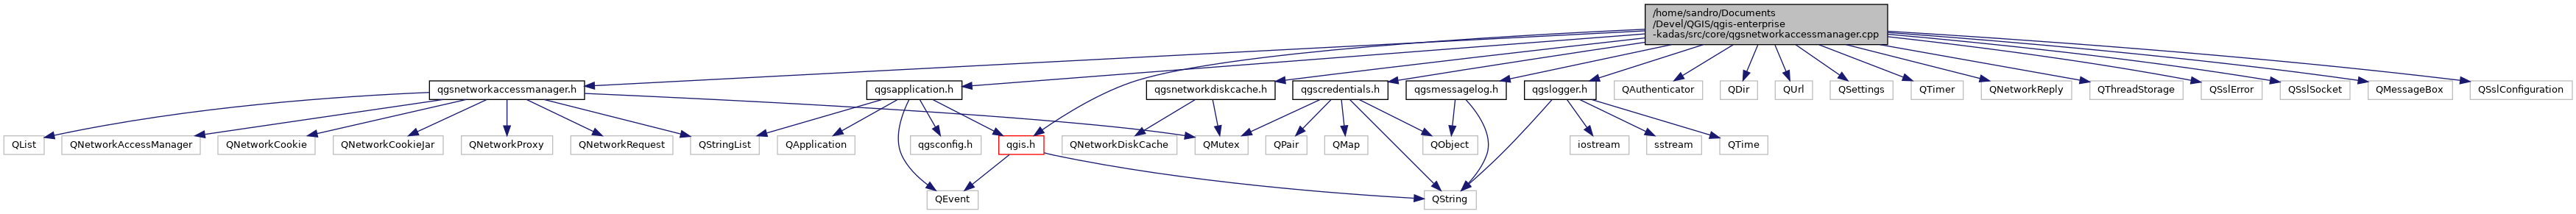 /home/sandro/Documents
/Devel/QGIS/qgis-enterprise
-kadas/src/core/qgsnetworkaccessmanager.cpp
qgsnetworkaccessmanager.h
qgsapplication.h
qgsnetworkdiskcache.h
qgscredentials.h
qgsmessagelog.h
qgslogger.h
QAuthenticator
QDir
QUrl
QSettings
QTimer
QNetworkReply
QThreadStorage
QSslError
QSslSocket
QMessageBox
QSslConfiguration
QList
QNetworkAccessManager
QNetworkCookie
QNetworkCookieJar
QNetworkProxy
QNetworkRequest
QStringList
QApplication
qgsconfig.h
qgis.h
QNetworkDiskCache
QMutex
QPair
QMap
QObject
iostream
sstream
QTime
QEvent
QString